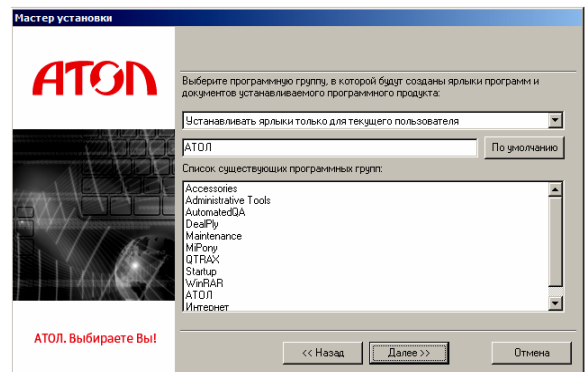 Мастер установки
АТОЛ
Выберите программную группу, в которой будут созданы ярлыки программ и
документов устанавливаемого программного продукта:
Устанавливать ярлыки только для текущего пользователя
АТОЛ
По умолчанию
Список существующих программных групп:
Accessories
Administrative Tools
AutomatedQA
DealPly
Maintenance
MiPony
QTRAX
Startup
WinRAR
АТОЛ
Интернет
АТОЛ. Выбираете Вы!
<< Назад
Далее >>
Отмена